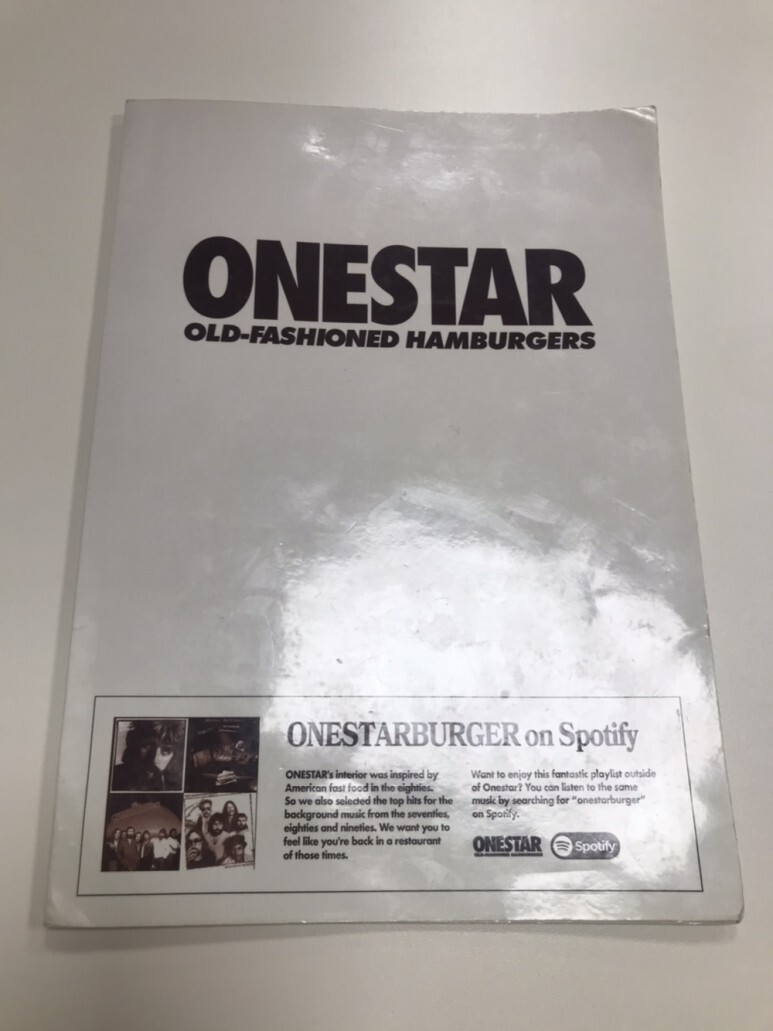 ONESTAR
OLD-FASHIONED HAMBURGERS
ONESTARBURGER on Spotify
ONESTAR's interior was inspired by
American fast food in the eighties.
So we also selected the top hits for the
background music from the seventies,
eighties and nineties. We want you to
feel like you're back in a restaurant
of those times.
Want to enjoy this fantastic playlist outside
of Onestar? You can listen to the same
music by searching for "onestarburger"
on Spotify.
ONESTAR
OLD-FASHIONED HAMBURGERS
Spotify